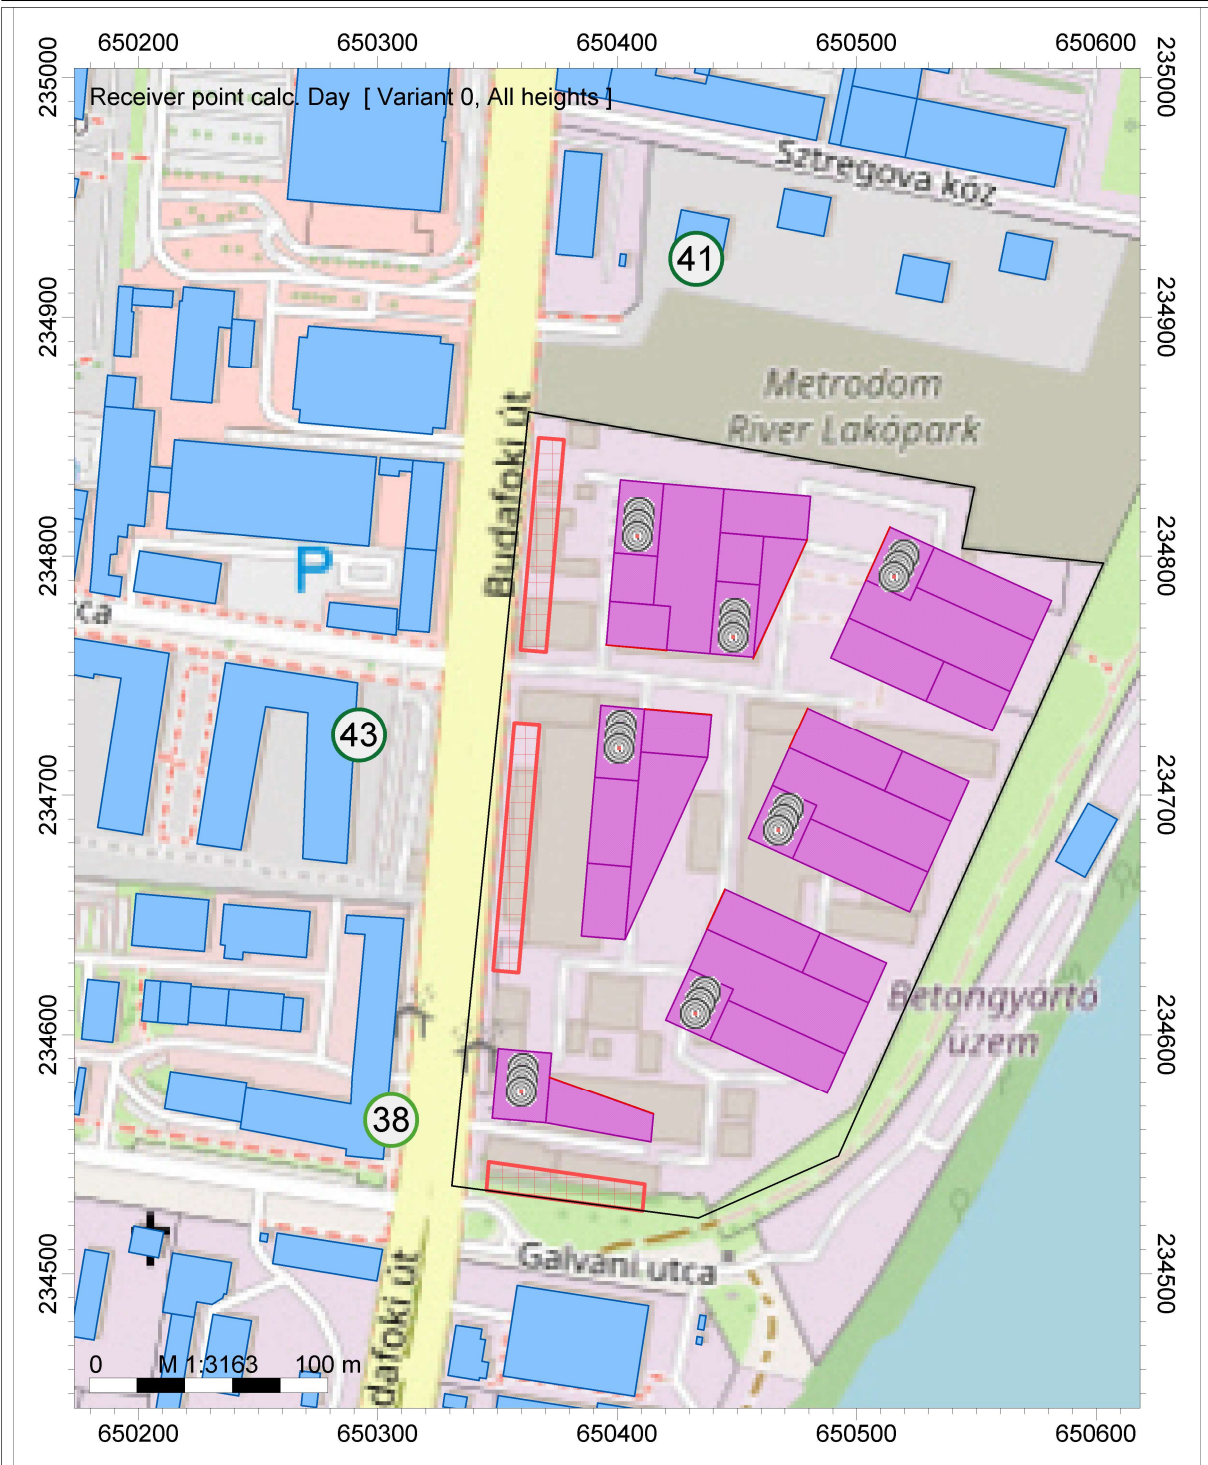 650200 650300 650400 650500 650600
235000
235000
Receiver point calc. Day [ Variant 0, All heights ]
Sztregova köz
41
234900
234900
Metrodom
River Lakópark
Budafoki út
234800
234800
P
ca
43
234700
234700
Betongyártó
üzem
234600
234600
38
Galvani utca
234500
234500
dafoki út
0 M 1:3163 100 m
650200 650300 650400 650500 650600